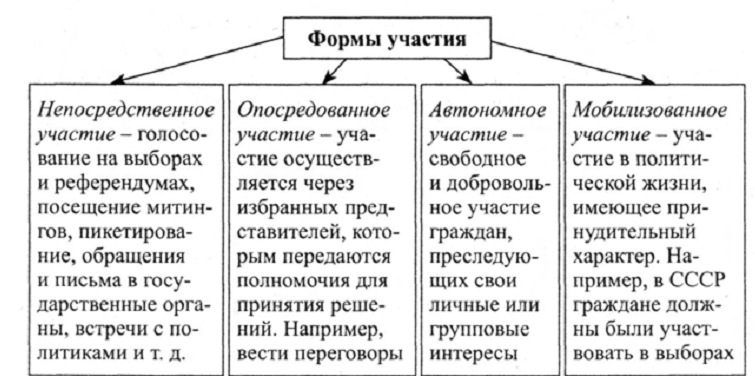 Формы участия
Непосредственное
участие – голосо-
вание на выборах
и референдумах,
посещение митин-
гов, пикетирова-
ние, обращения
и письма в госу-
дарственные орга-
ны, встречи с по-
литиками и т. д.
Опосредованное
участие – уча-
стие осуществ-
ляется через
избранных пред-
ставителей, кото-
рым передаются
полномочия для
принятия реше-
ний. Например,
вести переговоры
Автономное
участие –
свободное
и доброволь-
ное участие
граждан,
преследую-
щих свои
личные или
групповые
интересы
Мобилизованное
участие – уча-
стие в полити-
ческой жизни,
имеющее при-
нудительный
характер. На-
пример, в СССР
граждане долж-
ны были участ-
вовать в выборах